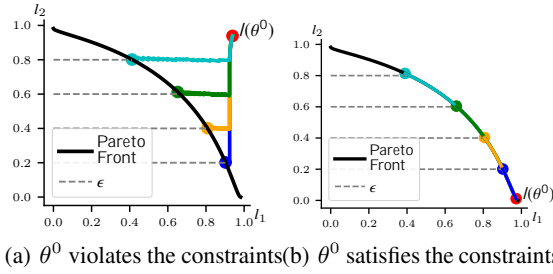 l₂
1.0
0.8
0.6
0.4
0.2
0.0
0.0 0.2 0.4 0.6 0.8 1.0
l₁
l(θ⁰)
Pareto
Front
ϵ
l₂
1.0
0.8
0.6
0.4
0.2
0.0
0.0 0.2 0.4 0.6 0.8 1.0
l₁
l(θ⁰)
Pareto
Front
ϵ
(a) θ⁰ violates the constraints(b) θ⁰ satisfies the constraint